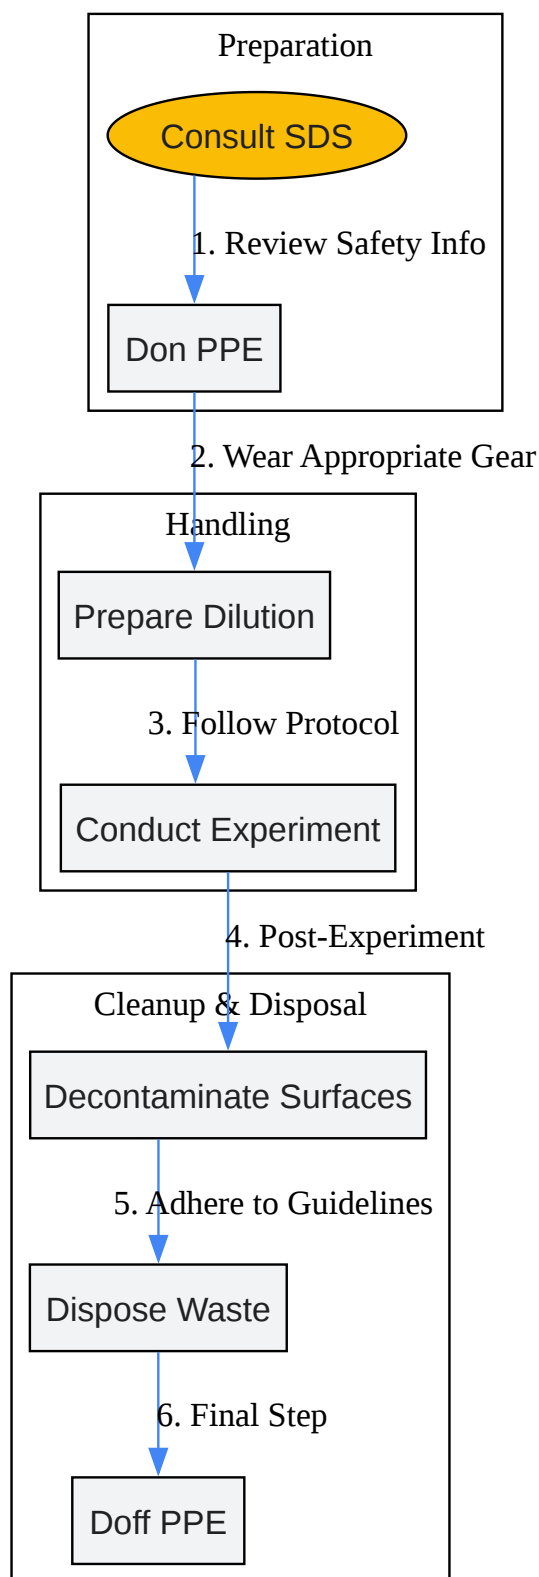 Preparation
Consult SDS
1. Review Safety Info
Don PPE
2. Wear Appropriate Gear
Handling
Prepare Dilution
3. Follow Protocol
Conduct Experiment
4. Post-Experiment
Cleanup & Disposal
Decontaminate Surfaces
5. Adhere to Guidelines
Dispose Waste
6. Final Step
Doff PPE